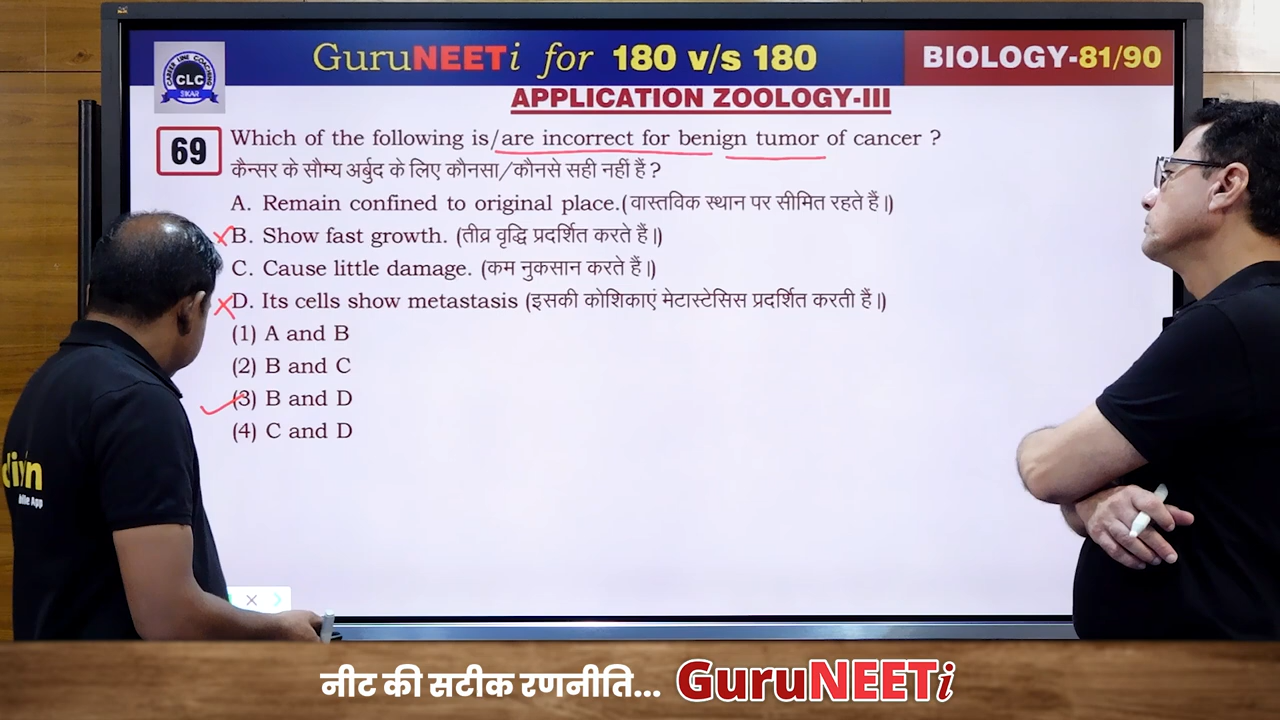 GuruNEETi for 180 v/s 180
BIOLOGY-81/90
CAREER LINE COACHING
CLC
SIKAR
APPLICATION ZOOLOGY-III
69 Which of the following is/are incorrect for benign tumor of cancer ?
कैन्सर के सौम्य अर्बुद के लिए कौनसा/कौनसे सही नहीं हैं ?
A. Remain confined to original place.(वास्तविक स्थान पर सीमित रहते हैं।)
B. Show fast growth. (तीव्र वृद्धि प्रदर्शित करते हैं।)
C. Cause little damage. (कम नुकसान करते हैं।)
D. Its cells show metastasis (इसकी कोशिकाएं मेटास्टेसिस प्रदर्शित करती हैं।)
(1) A and B
(2) B and C
(3) B and D
(4) C and D
नीट की सटीक रणनीति... GuruNEETi